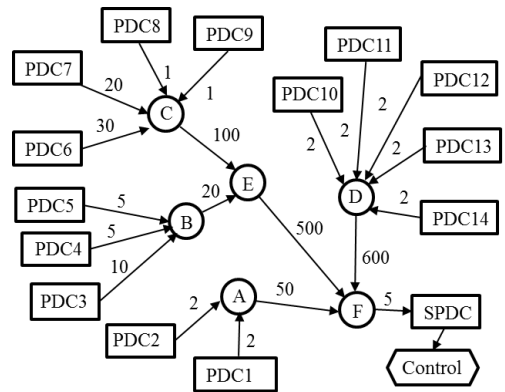 PDC8
PDC9
PDC11
PDC7
20
1
1
PDC12
PDC10
2
2
2
C
30
PDC6
100
PDC13
2
E
D
PDC5
5
20
2
PDC14
B
PDC4
5
500
600
10
PDC3
A
50
F
5
SPDC
2
PDC2
2
PDC1
Control